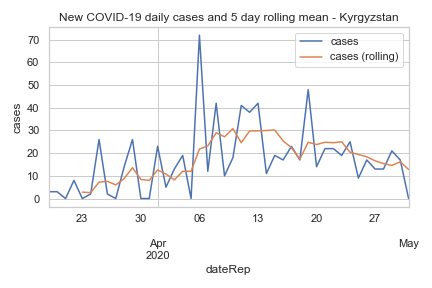 New COVID-19 daily cases and 5 day rolling mean - Kyrgyzstan
cases
cases (rolling)
cases
70
60
50
40
30
20
10
0
23
30
06
13
20
27
Apr
2020
May
dateRep